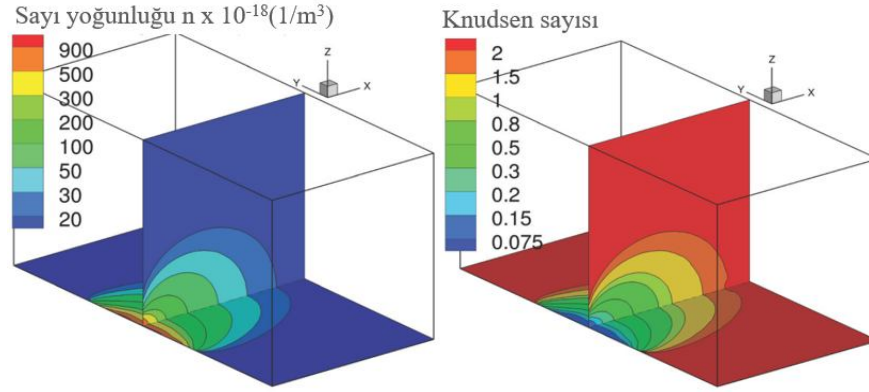 Sayı yoğunluğu n x 10⁻¹⁸(1/m³)
900
500
300
200
100
50
30
20
Z
Y
X
Knudsen sayısı
2
1.5
1
0.8
0.5
0.3
0.2
0.15
0.075
Z
Y
X